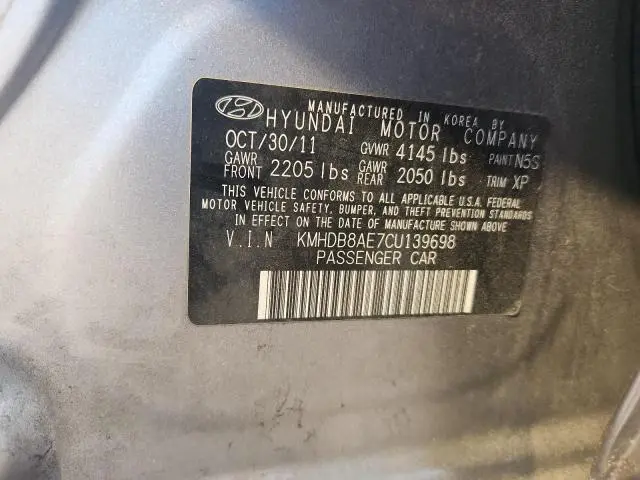 MANUFACTURED IN KOREA BY
HYUNDAI MOTOR COMPANY
OCT/30/11 GVWR 4145 lbs PAINT N5S
GAWR FRONT 2205 lbs GAWR REAR 2050 lbs TRIM XP
THIS VEHICLE CONFORMS TO ALL APPLICABLE U.S.A. FEDERAL
MOTOR VEHICLE SAFETY, BUMPER, AND THEFT PREVENTION STANDARDS
IN EFFECT ON THE DATE OF MANUFACTURE SHOWN ABOVE.
V.I.N KMHDB8AE7CU139698
PASSENGER CAR